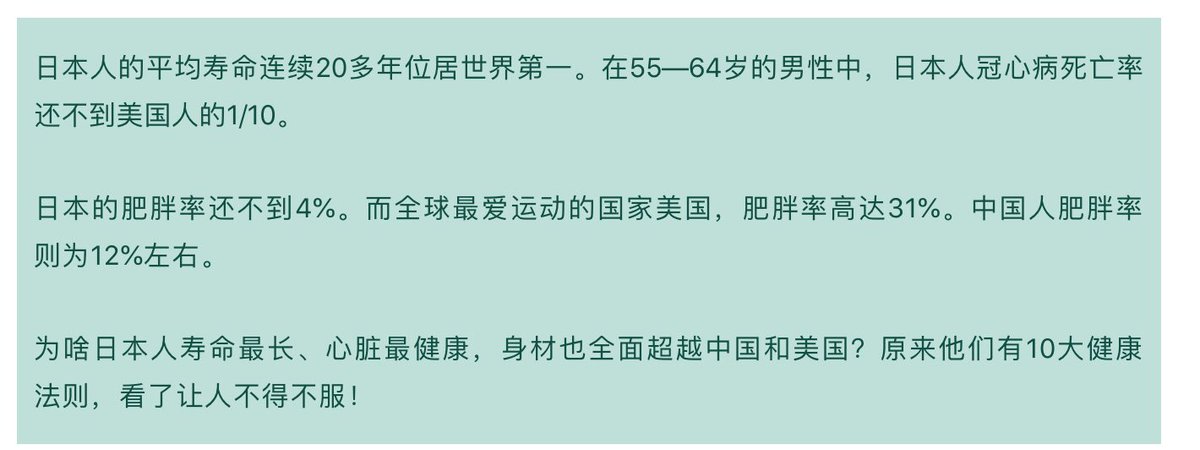 日本人的平均寿命连续20多年位居世界第一。在55—64岁的男性中，日本人冠心病死亡率
还不到美国人的1/10。
日本的肥胖率还不到4%。而全球最爱运动的国家美国，肥胖率高达31%。中国人肥胖率
则为12%左右。
为啥日本人寿命最长、心脏最健康，身材也全面超越中国和美国？原来他们有10大健康
法则，看了让人不得不服！